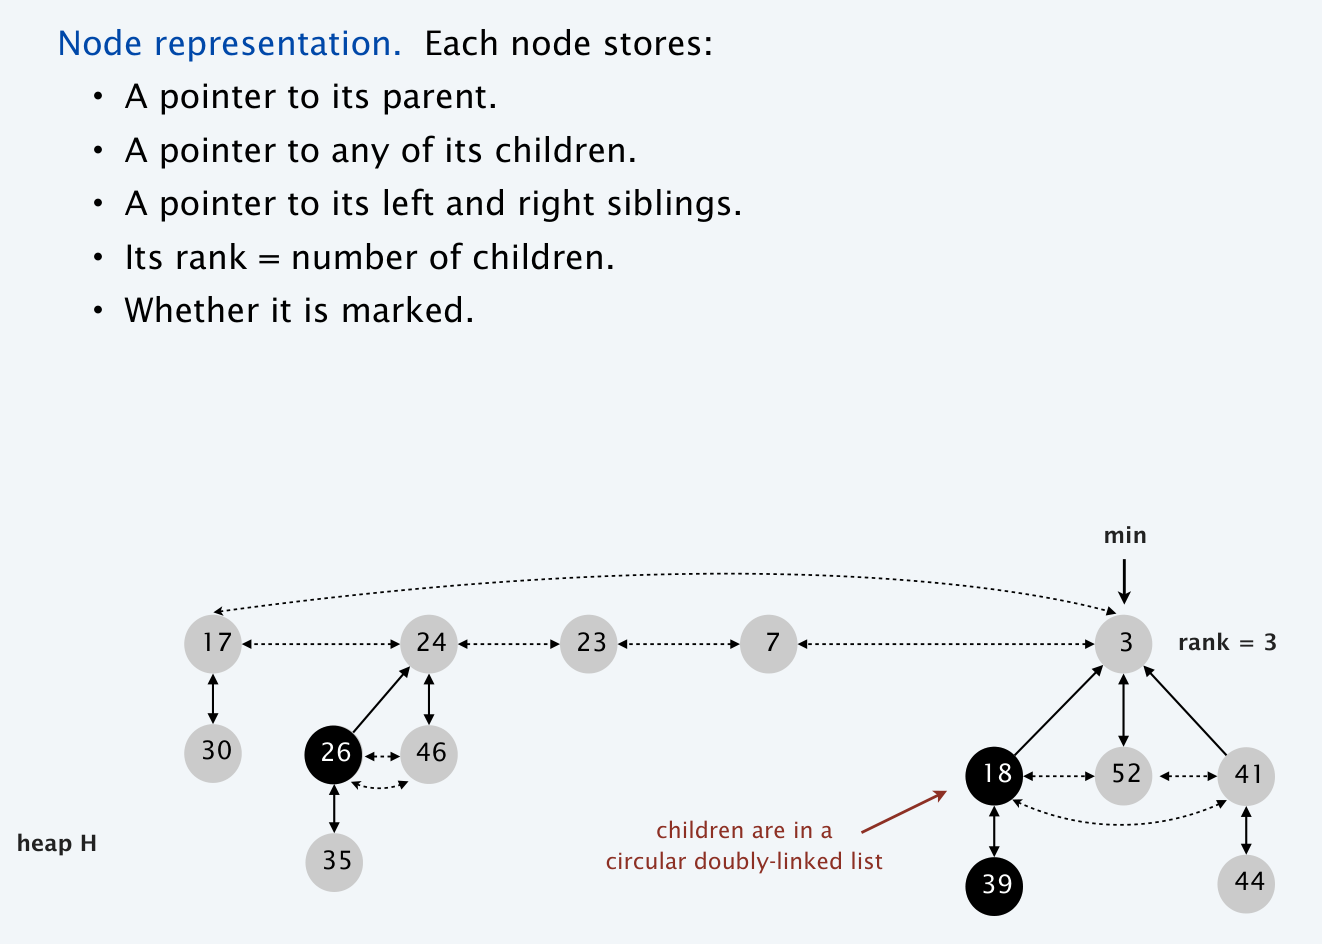 Node representation. Each node stores:
• A pointer to its parent.
• A pointer to any of its children.
• A pointer to its left and right siblings.
• Its rank = number of children.
• Whether it is marked.
min
17 24 23 7 3 rank = 3
30 26 46 18 52 41
children are in a
circular doubly-linked list
heap H
35 39 44